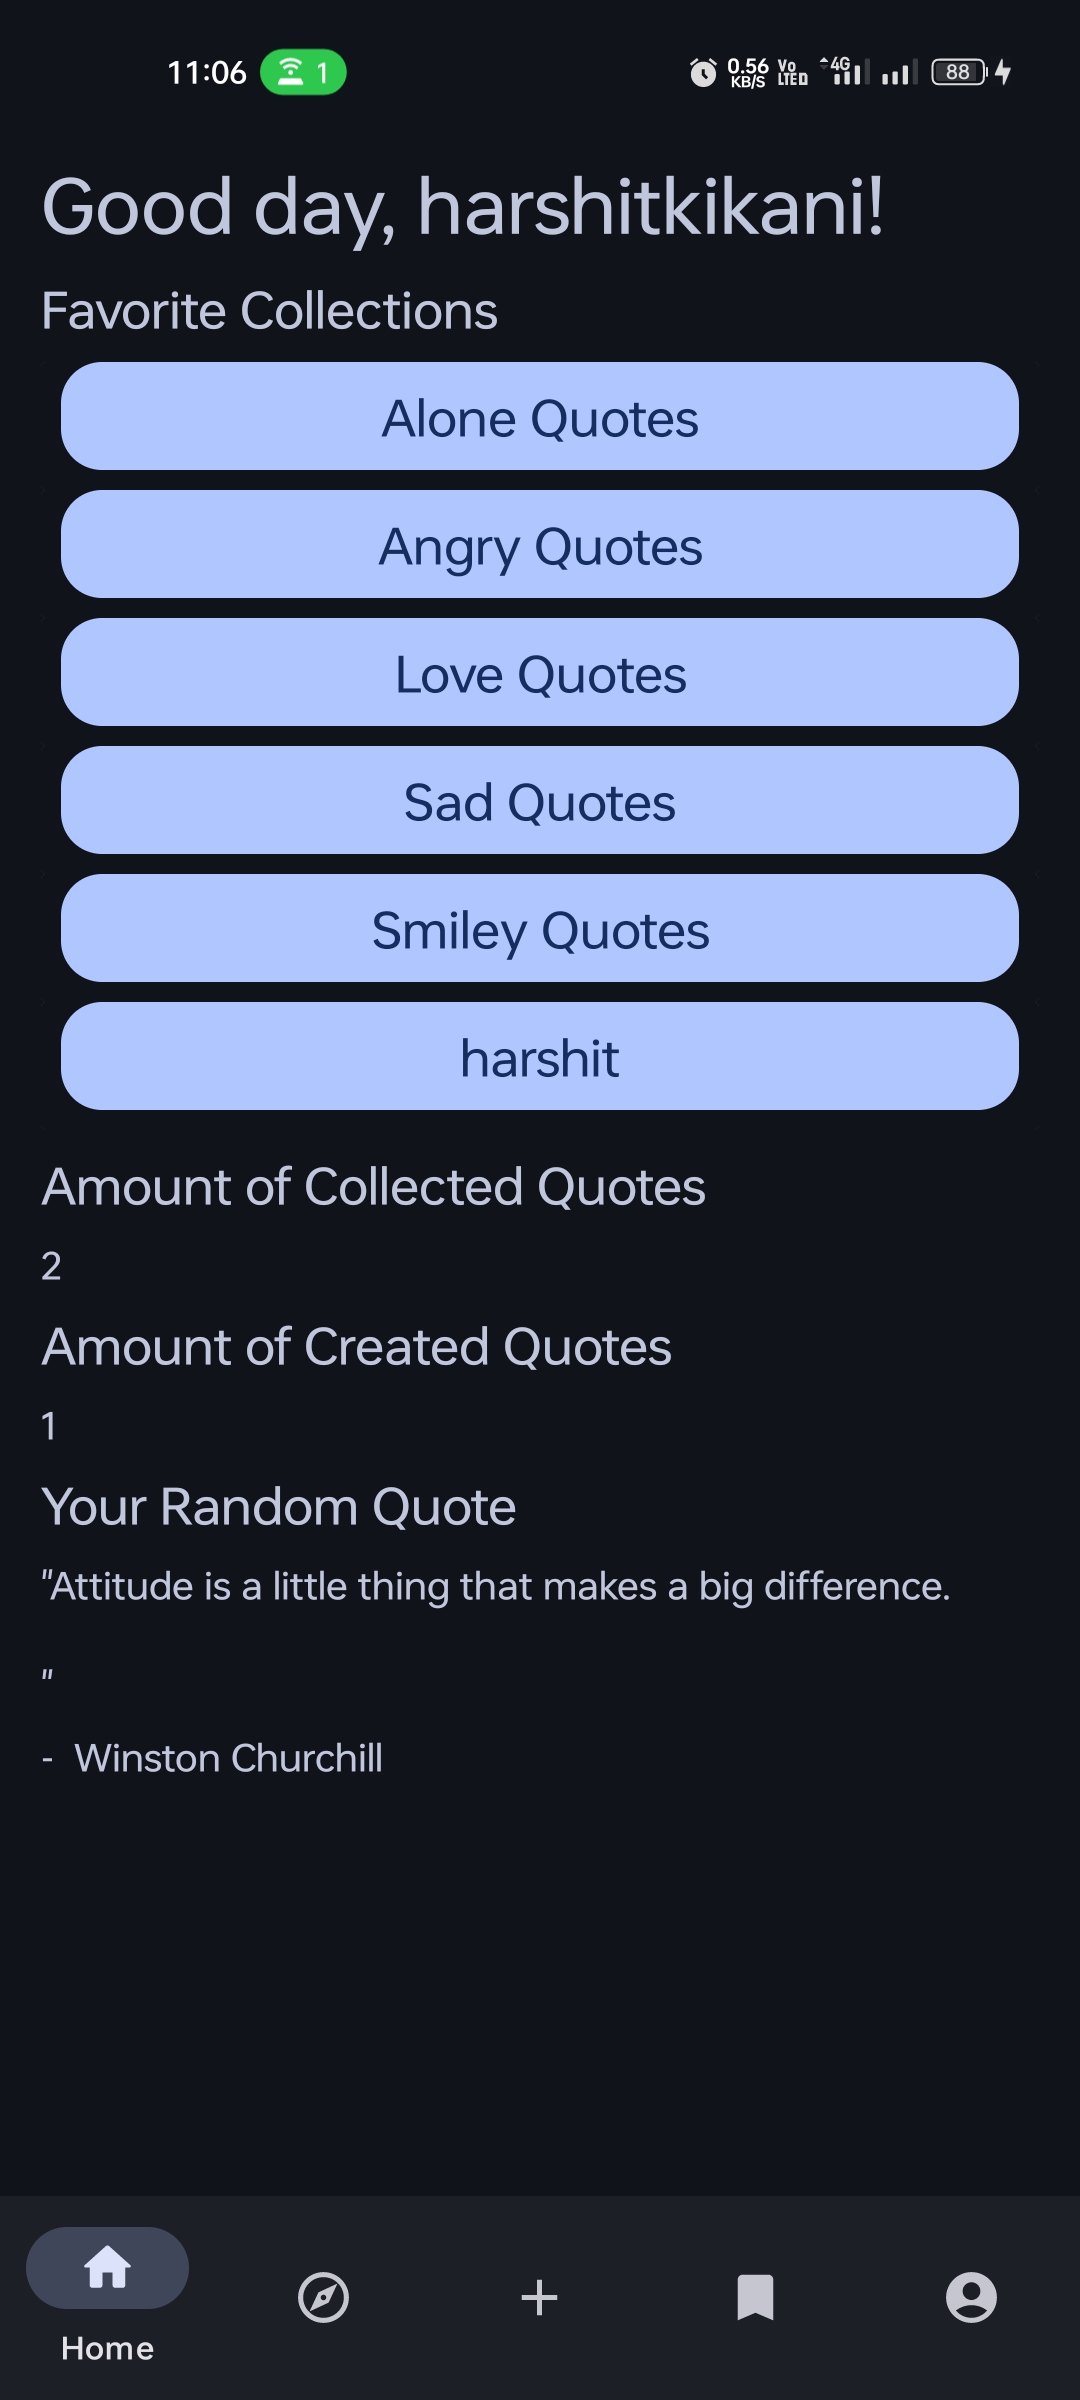 11:06
1
0.56
KB/S
Vo
LTE D
4G
88
Good day, harshitkikani!
Favorite Collections
Alone Quotes
Angry Quotes
Love Quotes
Sad Quotes
Smiley Quotes
harshit
Amount of Collected Quotes
2
Amount of Created Quotes
1
Your Random Quote
"Attitude is a little thing that makes a big difference.
"
- Winston Churchill
Home